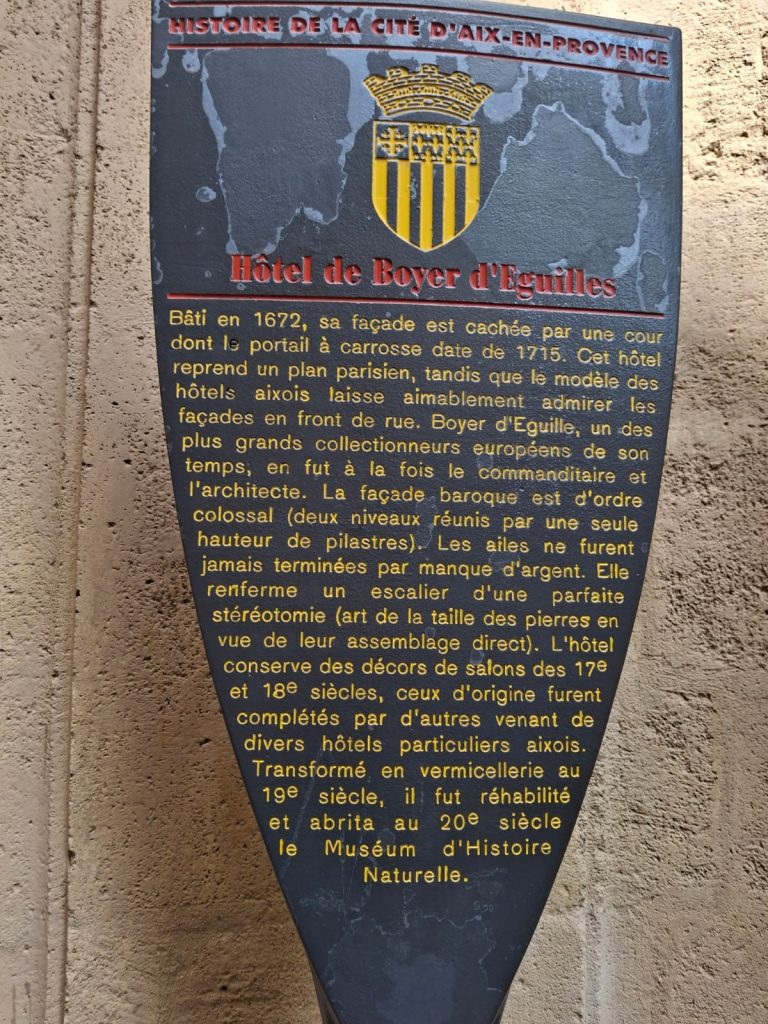 HISTOIRE DE LA CITÉ D'AIX-EN-PROVENCE
Hôtel de Boyer d'Eguilles
Bâti en 1672, sa façade est cachée par une cour
dont le portail à carrosse date de 1715. Cet hôtel
reprend un plan parisien, tandis que le modèle des
hôtels aixois laisse aimablement admirer les
façades en front de rue. Boyer d'Eguille, un des
plus grands collectionneurs européens de son
temps, en fut à la fois le commanditaire et
l'architecte. La façade baroque est d'ordre
colossal (deux niveaux réunis par une seule
hauteur de pilastres). Les ailes ne furent
jamais terminées par manque d'argent. Elle
renferme un escalier d'une parfaite
stéréotomie (art de la taille des pierres en
vue de leur assemblage direct). L'hôtel
conserve des décors de salons des 17e
et 18e siècles, ceux d'origine furent
complétés par d'autres venant de
divers hôtels particuliers aixois.
Transformé en vermicellerie au
19e siècle, il fut réhabilité
et abrita au 20e siècle
le Muséum d'Histoire
Naturelle.